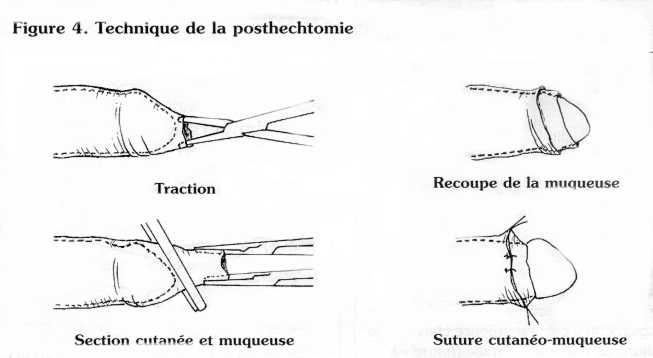 Figure 4. Technique de la posthechtomie
Traction
Recoupe de la muqueuse
Section cutanée et muqueuse
Suture cutanéo-muqueuse